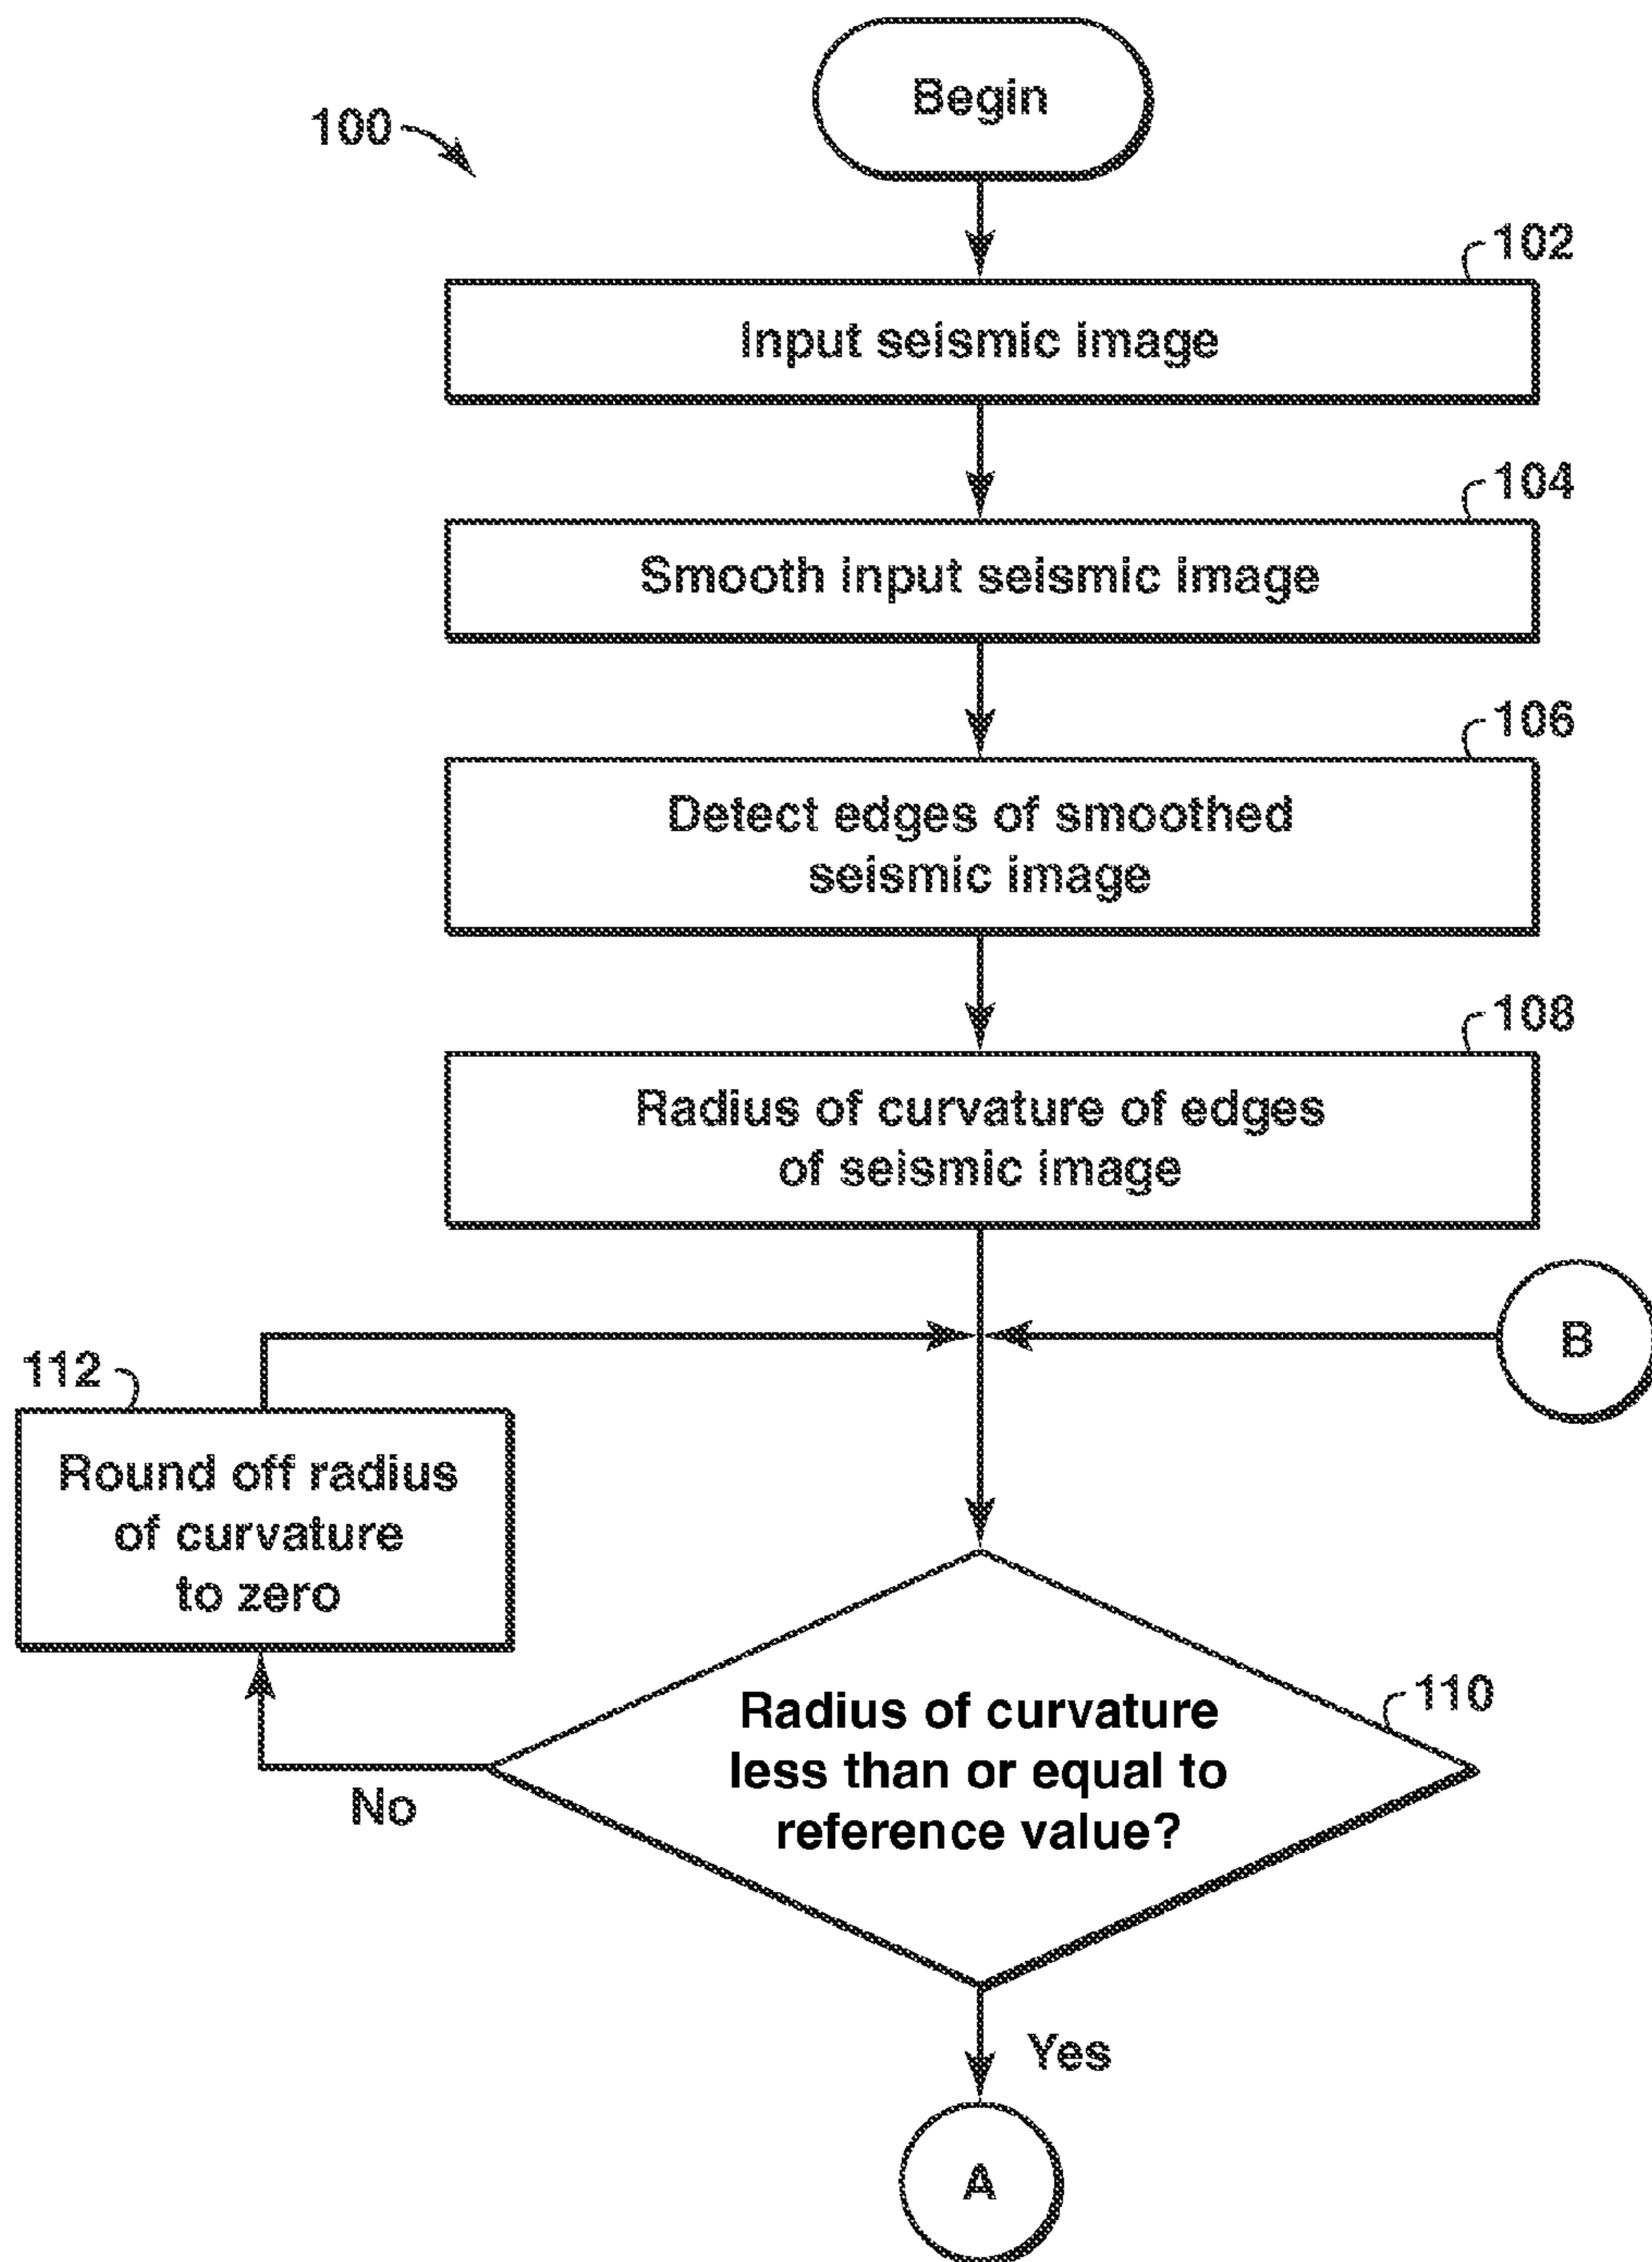 Begin
100
102
Input seismic image
104
Smooth input seismic image
106
Detect edges of smoothed
seismic image
108
Radius of curvature of edges
of seismic image
B
112
Round off radius
of curvature
to zero
110
Radius of curvature
less than or equal to
reference value?
No
Yes
A